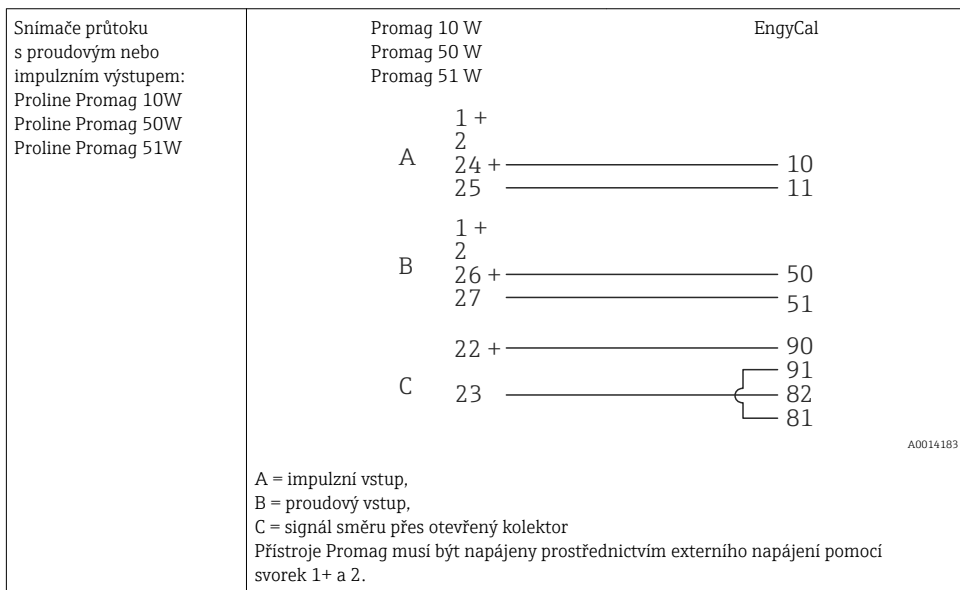 Snímače průtoku
s proudovým nebo
impulzním výstupem:
Proline Promag 10W
Proline Promag 50W
Proline Promag 51W
Promag 10 W
Promag 50 W
Promag 51 W
EngyCal
1 +
2
A
24 +
10
25
11
1 +
2
B
26 +
50
27
51
22 +
90
91
C
23
82
81
A0014183
A = impulzní vstup,
B = proudový vstup,
C = signál směru přes otevřený kolektor
Přístroje Promag musí být napájeny prostřednictvím externího napájení pomocí
svorek 1+ a 2.